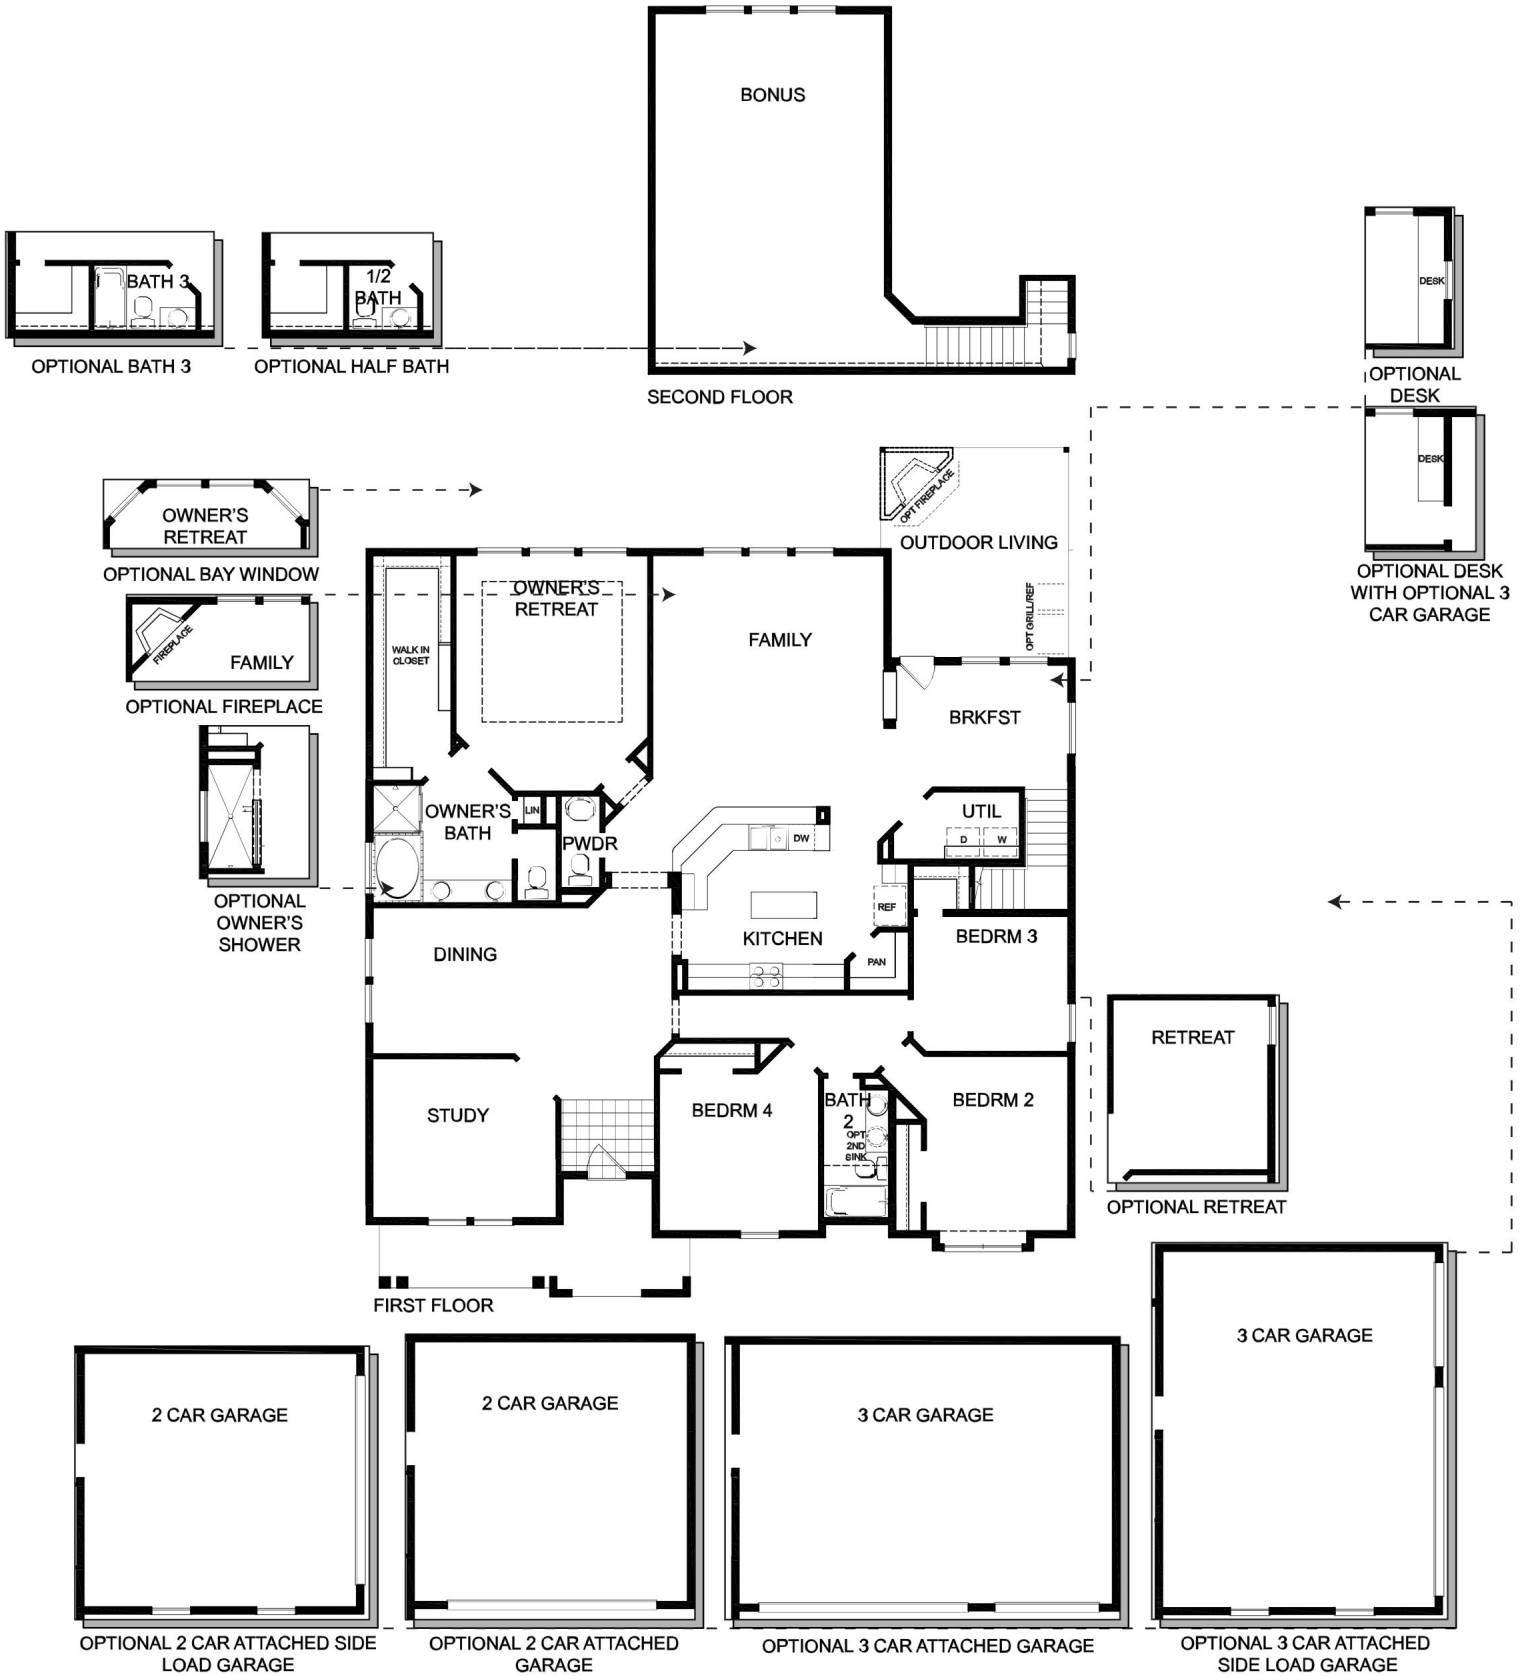 BONUS
SECOND FLOOR
BATH 3
OPTIONAL BATH 3
1/2
BATH
OPTIONAL HALF BATH
DESK
OPTIONAL
DESK
DESK
OPTIONAL DESK
WITH OPTIONAL 3
CAR GARAGE
OWNER'S
RETREAT
OPTIONAL BAY WINDOW
FIREPLACE
FAMILY
OPTIONAL FIREPLACE
OPTIONAL
OWNER'S
SHOWER
OPT FIREPLACE
OUTDOOR LIVING
OPT GRILL/REF
OWNER'S
RETREAT
WALK IN
CLOSET
FAMILY
BRKFST
OWNER'S
BATH
LIN
PWDR
DW
UTIL
D
W
REF
KITCHEN
PAN
DINING
BEDRM 3
STUDY
BEDRM 4
BATH
2
OPT
2ND
SINK
BEDRM 2
RETREAT
OPTIONAL RETREAT
FIRST FLOOR
2 CAR GARAGE
OPTIONAL 2 CAR ATTACHED SIDE
LOAD GARAGE
2 CAR GARAGE
OPTIONAL 2 CAR ATTACHED
GARAGE
3 CAR GARAGE
OPTIONAL 3 CAR ATTACHED GARAGE
3 CAR GARAGE
OPTIONAL 3 CAR ATTACHED
SIDE LOAD GARAGE